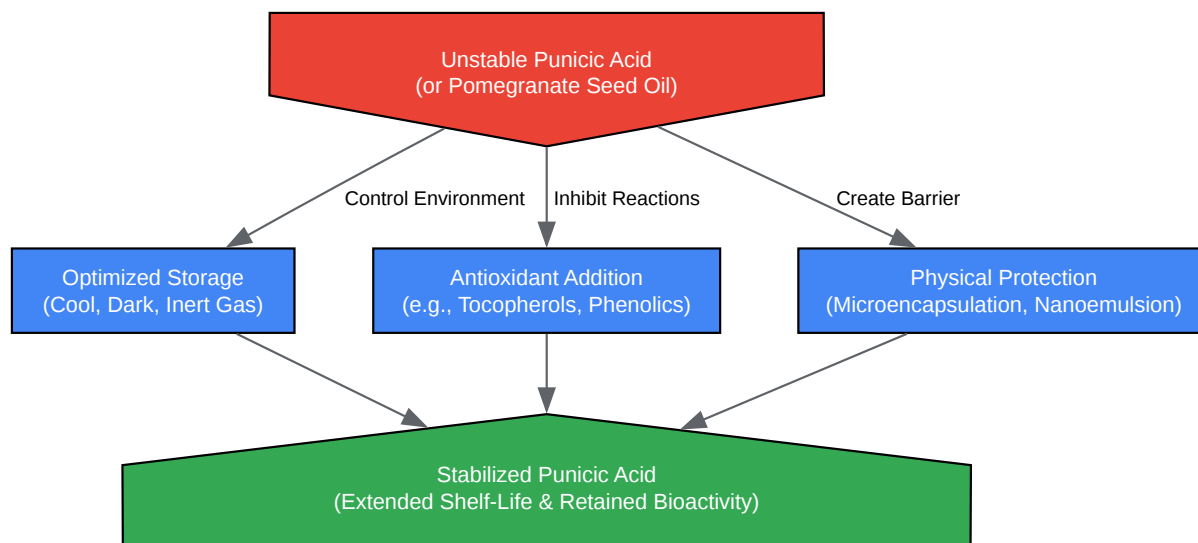 Unstable Punicic Acid
(or Pomegranate Seed Oil)
Control Environment
Inhibit Reactions
Create Barrier
Optimized Storage
(Cool, Dark, Inert Gas)
Antioxidant Addition
(e.g., Tocopherols, Phenolics)
Physical Protection
(Microencapsulation, Nanoemulsion)
Stabilized Punicic Acid
(Extended Shelf-Life & Retained Bioactivity)